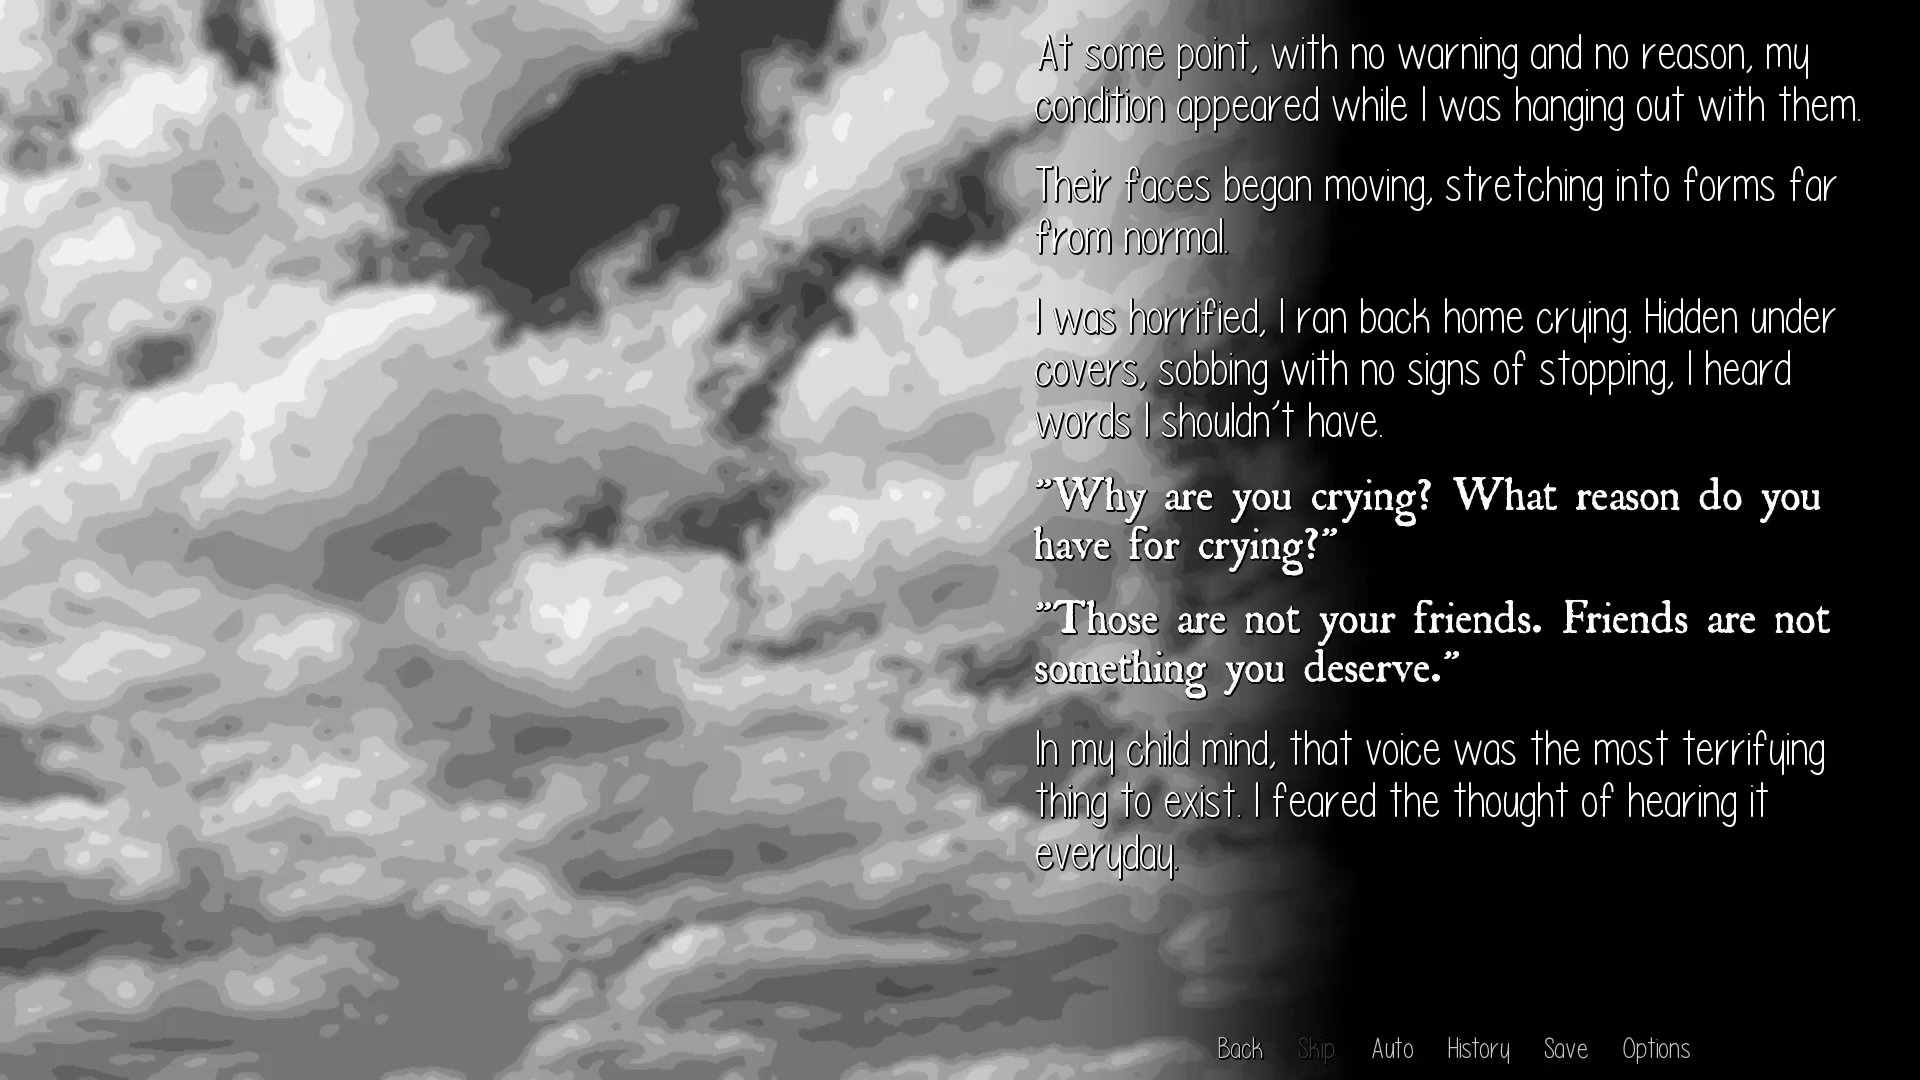 At some point, with no warning and no reason, my
condition appeared while I was hanging out with them.
Their faces began moving, stretching into forms far
from normal.
I was horrified, I ran back home crying. Hidden under
covers, sobbing with no signs of stopping, I heard
words I shouldn't have.
"Why are you crying? What reason do you
have for crying?"
"Those are not your friends. Friends are not
something you deserve."
In my child mind, that voice was the most terrifying
thing to exist. I feared the thought of hearing it
everyday.
Back Skip Auto History Save Options